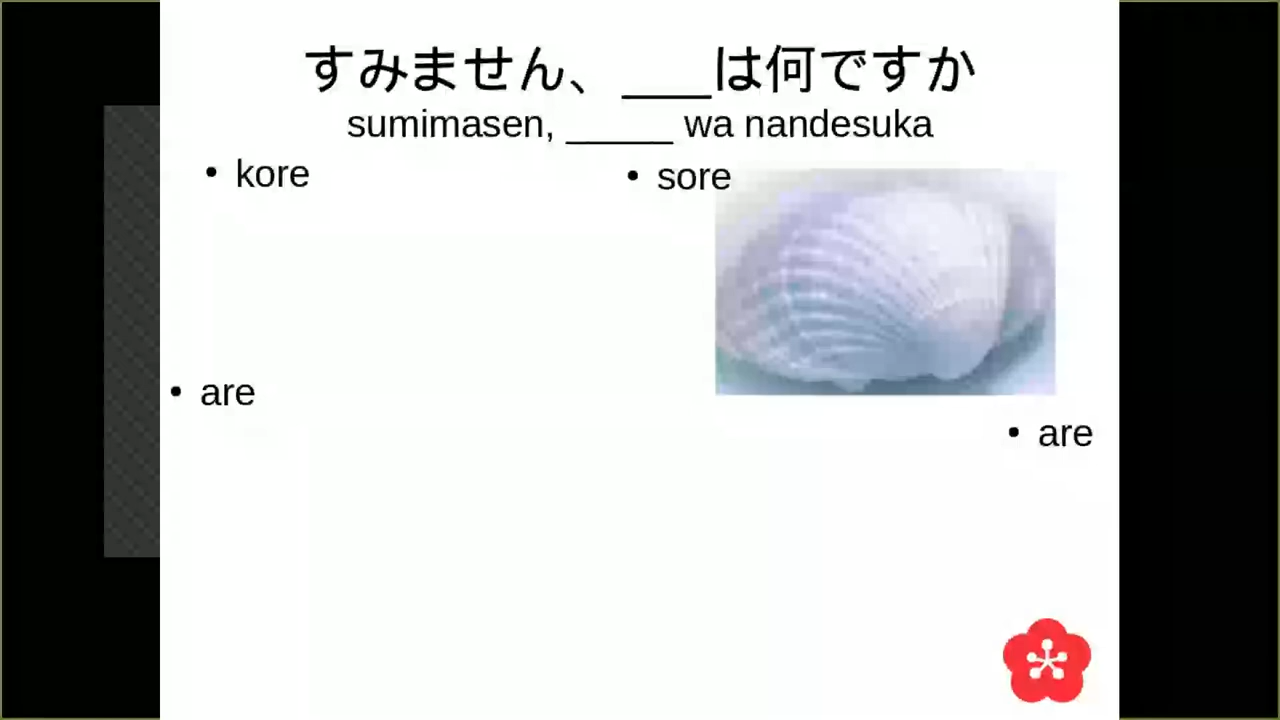 すみません、___は何ですか
sumimasen, _____ wa nandesuka
• kore
• sore
• are
• are